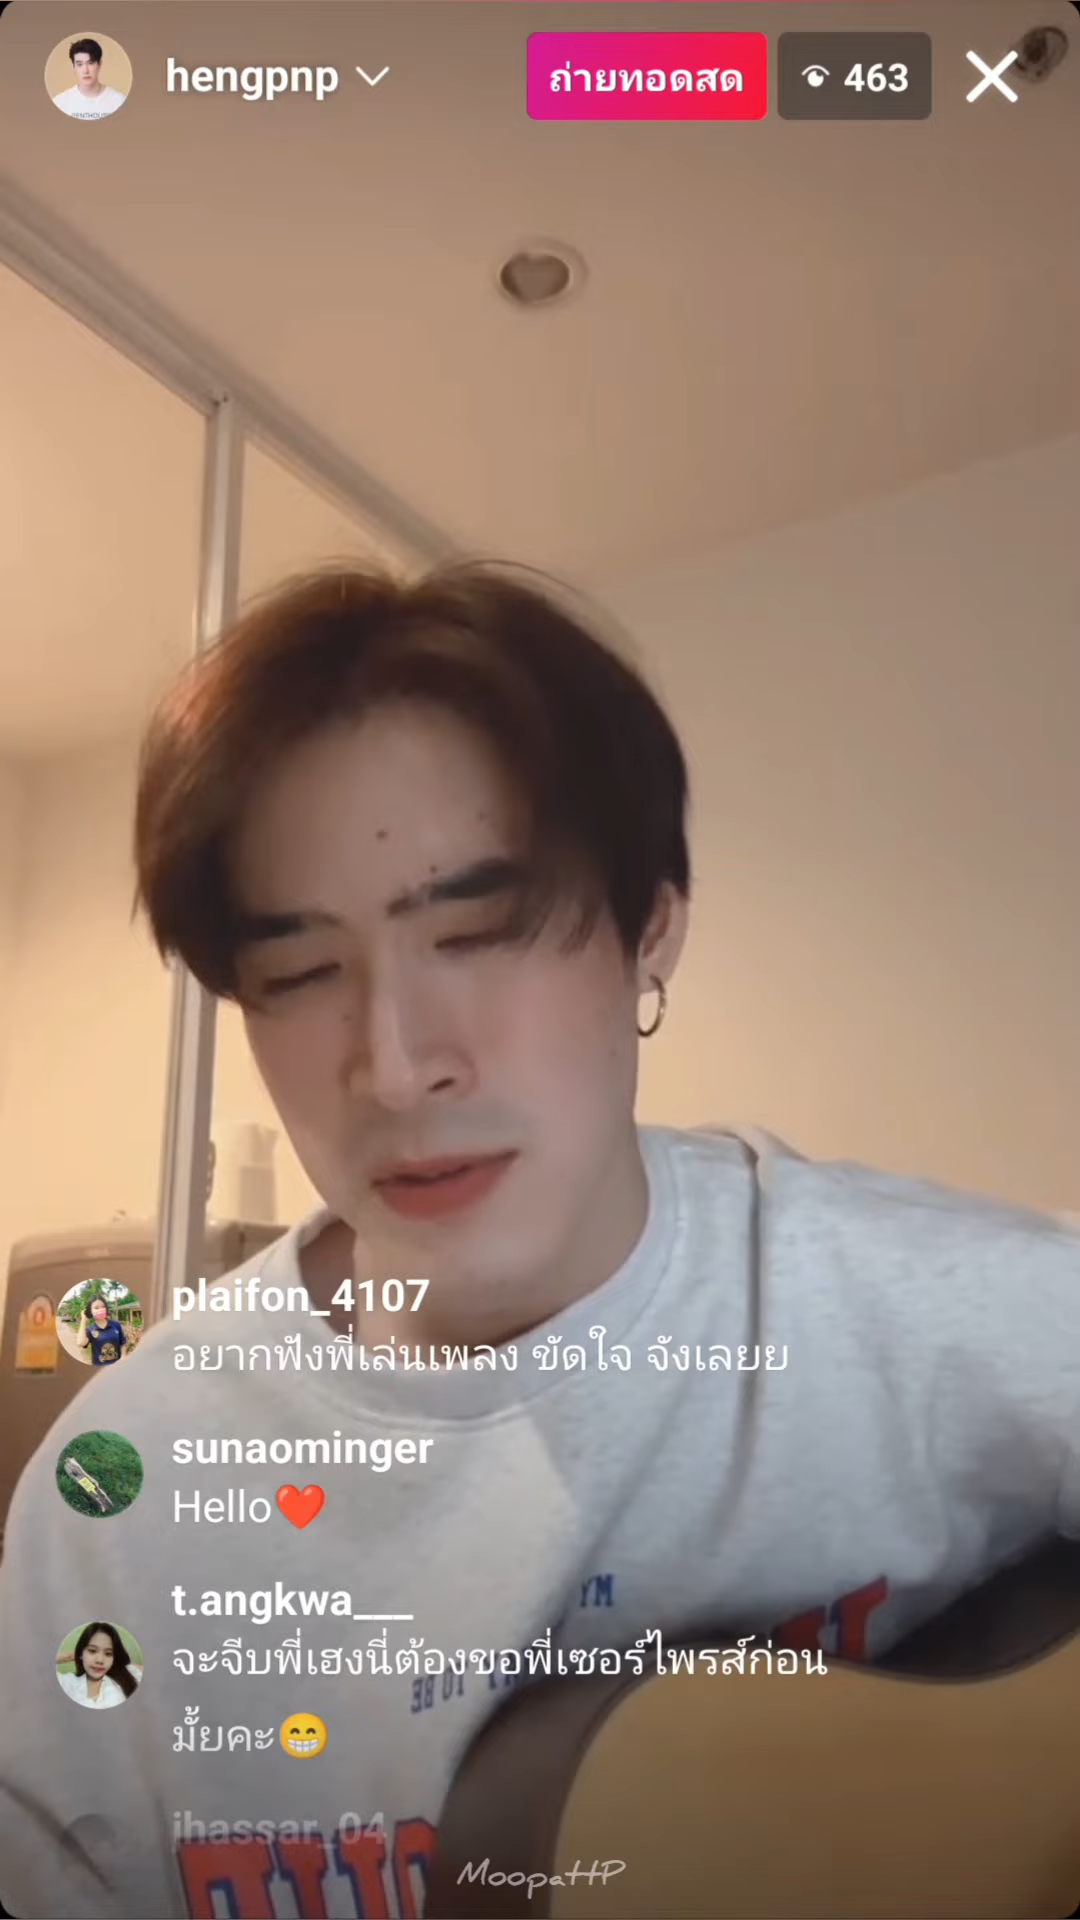 hengpnp
ถ่ายทอดสด
463
plaifon_4107
อยากฟังพี่เล่นเพลง ขัดใจ จังเลยย
sunaominger
Hello❤️
t.angkwa___
จะจีบพี่เฮงนี่ต้องขอพี่เซอร์ไพรส์ก่อน
มั้ยคะ😁
jhassar_04
MoopaHP